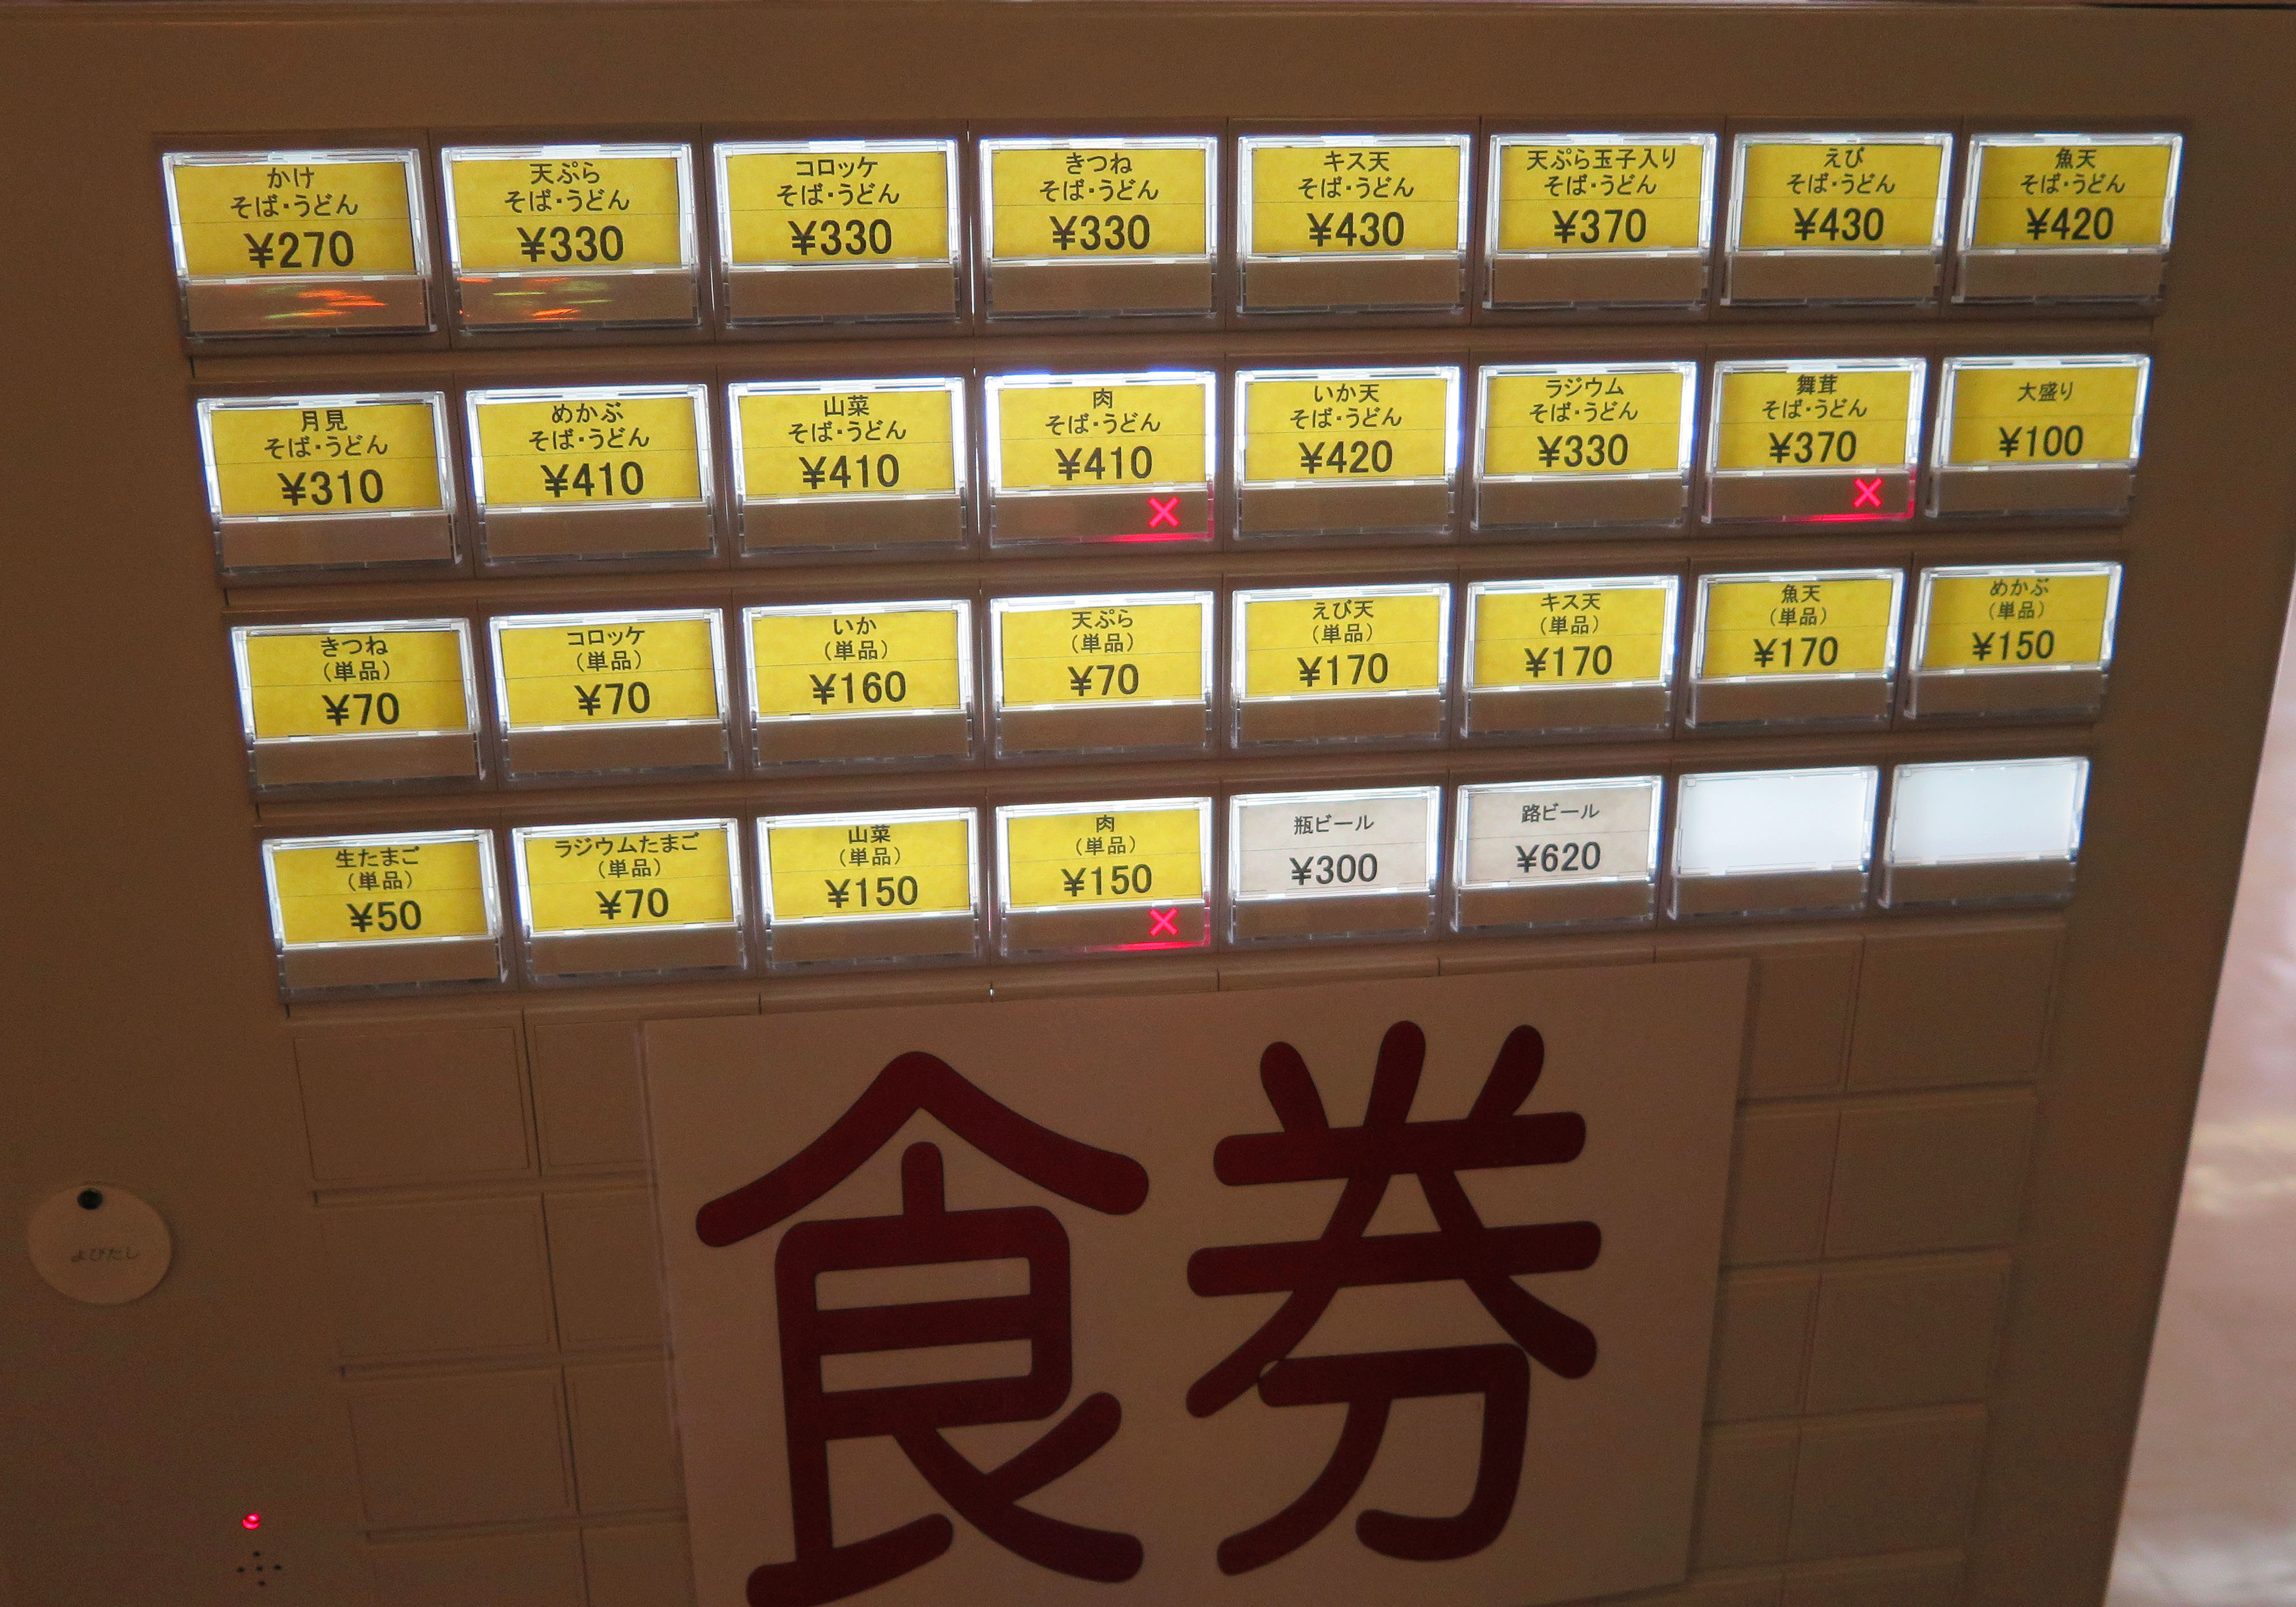 かけ
そば・うどん
¥270
天ぷら
そば・うどん
¥330
コロッケ
そば・うどん
¥330
きつね
そば・うどん
¥330
キス天
そば・うどん
¥430
天ぷら玉子入り
そば・うどん
¥370
えび
そば・うどん
¥430
魚天
そば・うどん
¥420
月見
そば・うどん
¥310
めかぶ
そば・うどん
¥410
山菜
そば・うどん
¥410
肉
そば・うどん
¥410
×
いか天
そば・うどん
¥420
ラジウム
そば・うどん
¥330
舞茸
そば・うどん
¥370
×
大盛り
¥100
きつね
(単品)
¥70
コロッケ
(単品)
¥70
いか
(単品)
¥160
天ぷら
(単品)
¥70
えび天
(単品)
¥170
キス天
(単品)
¥170
魚天
(単品)
¥170
めかぶ
(単品)
¥150
生たまご
(単品)
¥50
ラジウムたまご
(単品)
¥70
山菜
(単品)
¥150
肉
(単品)
¥150
×
瓶ビール
¥300
路ビール
¥620
食券
よびだし